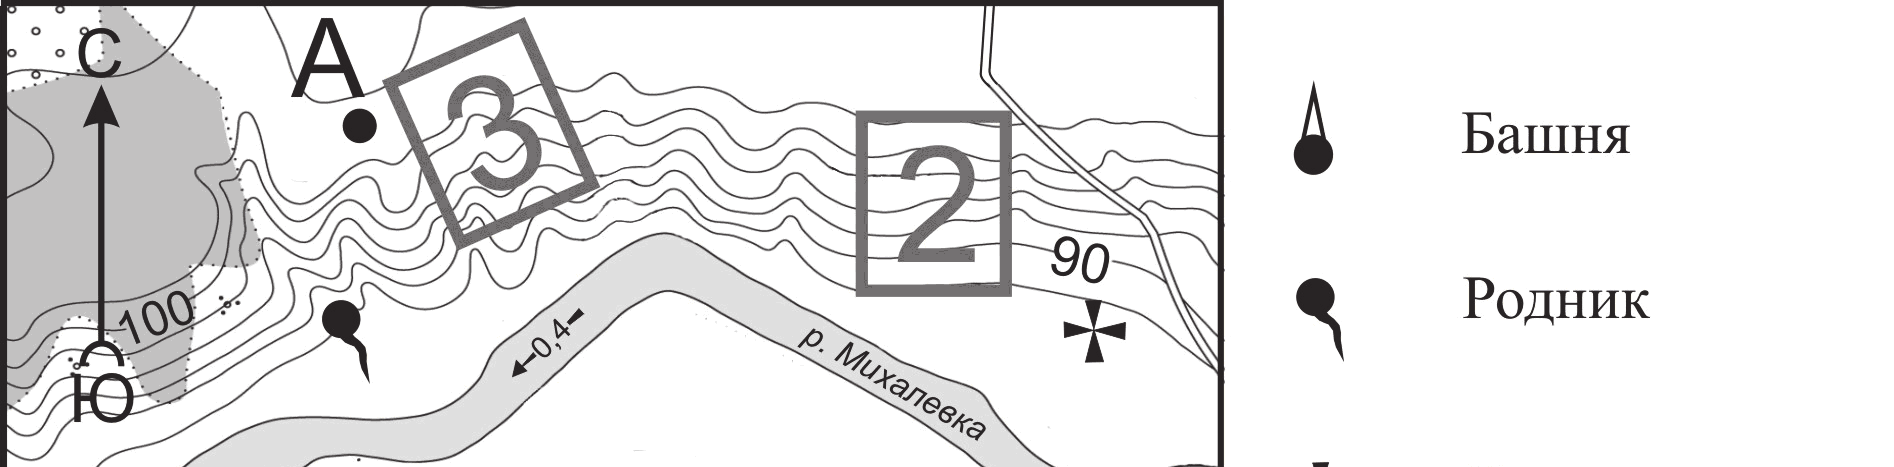 С
А
3
2
Башня
90
100
Родник
0,4
р. Михалевка
Ю